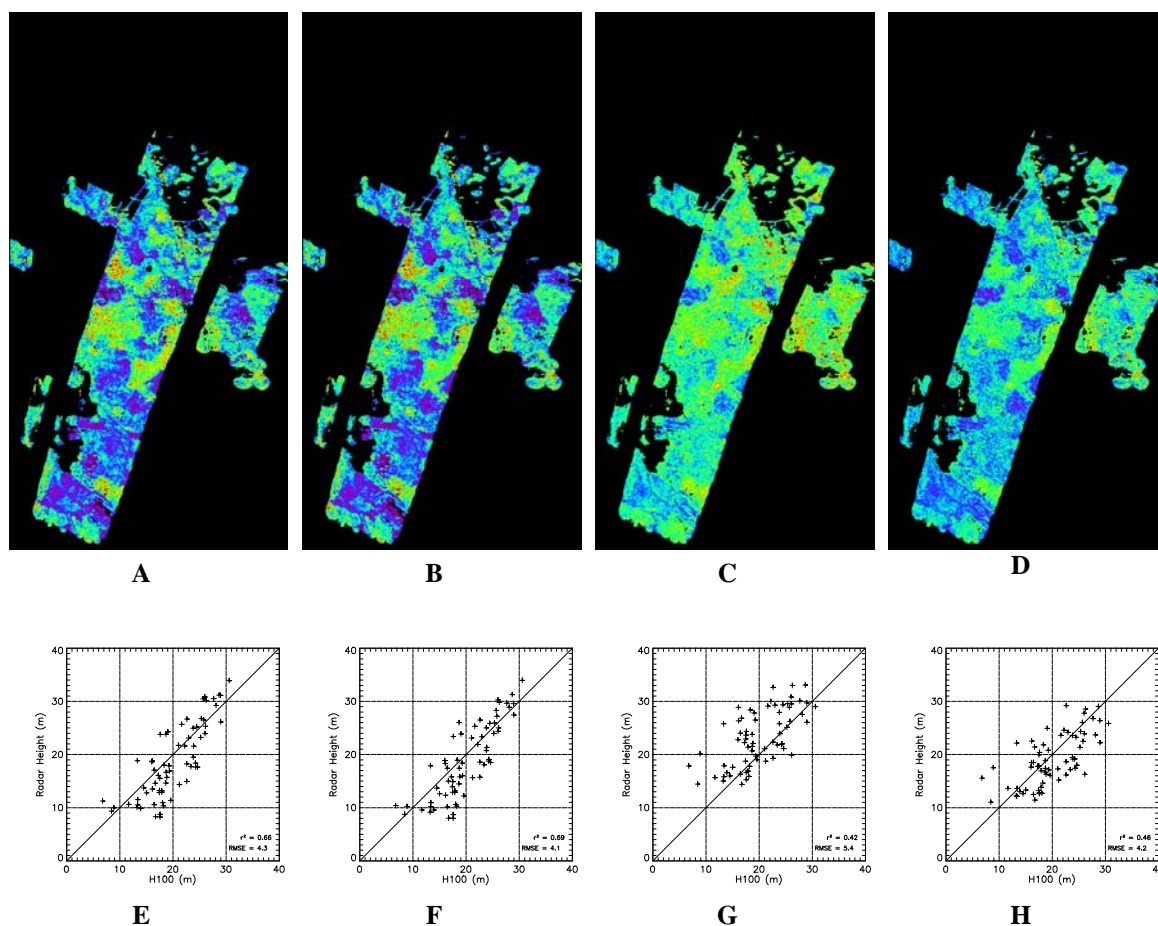 A B C D
40 40 40 40
30 30 30 30
20 20 20 20
10 10 10 10
0 0 0 0
Radar Height (m) Radar Height (m) Radar Height (m) Radar Height (m)
r² = 0.66 r² = 0.69 r² = 0.42 r² = 0.46
RMSE = 4.3 RMSE = 4.1 RMSE = 5.4 RMSE = 4.2
0 10 20 30 40 0 10 20 30 40 0 10 20 30 40 0 10 20 30 4
H100 (m) H100 (m) H100 (m) H100 (m)
E F G H